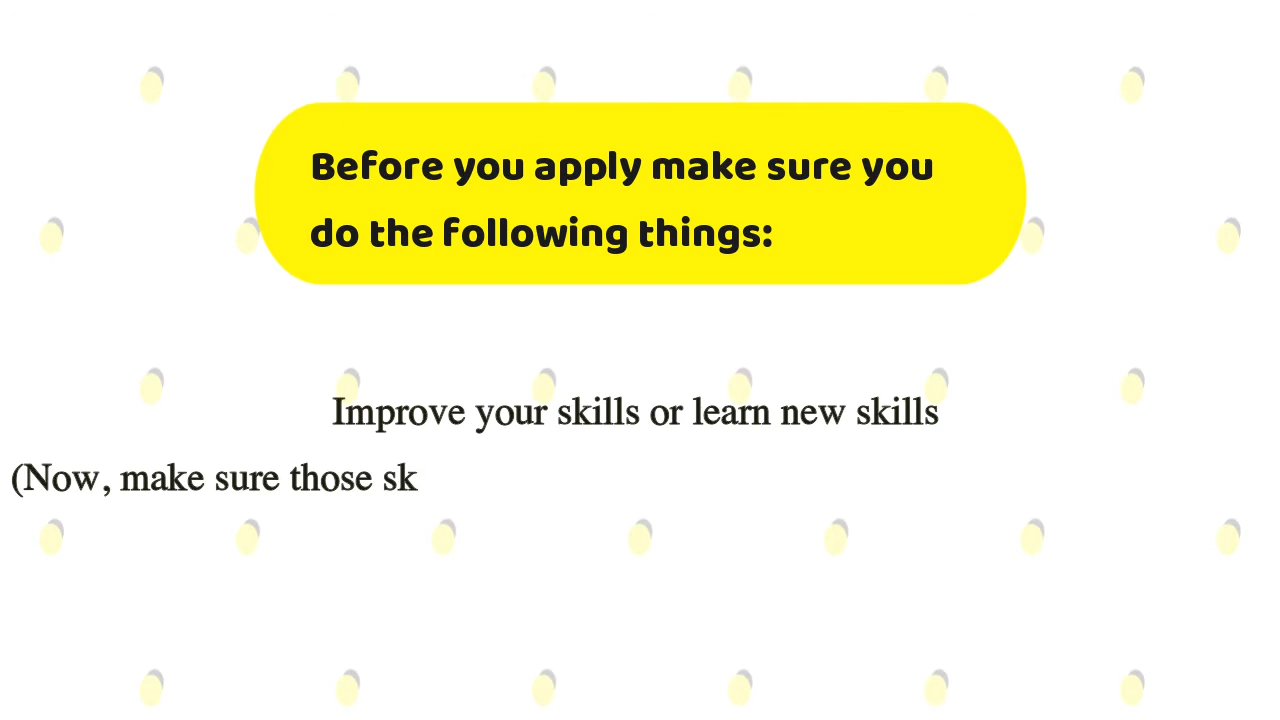 Before you apply make sure you
do the following things:
Improve your skills or learn new skills
(Now, make sure those sk